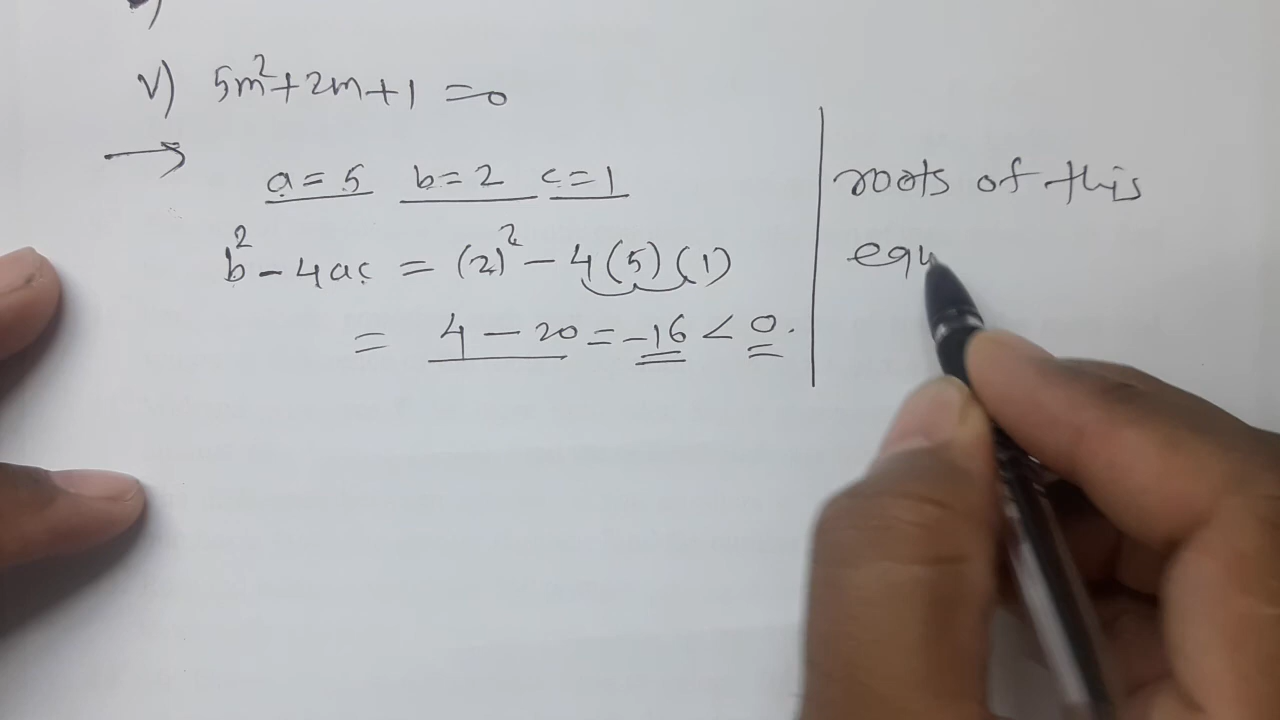 v) 5m²+2m+1=0
→ a=5 b=2 c=1
b²-4ac = (2)²-4(5)(1)
= 4-20=-16<0.
roots of this
equ